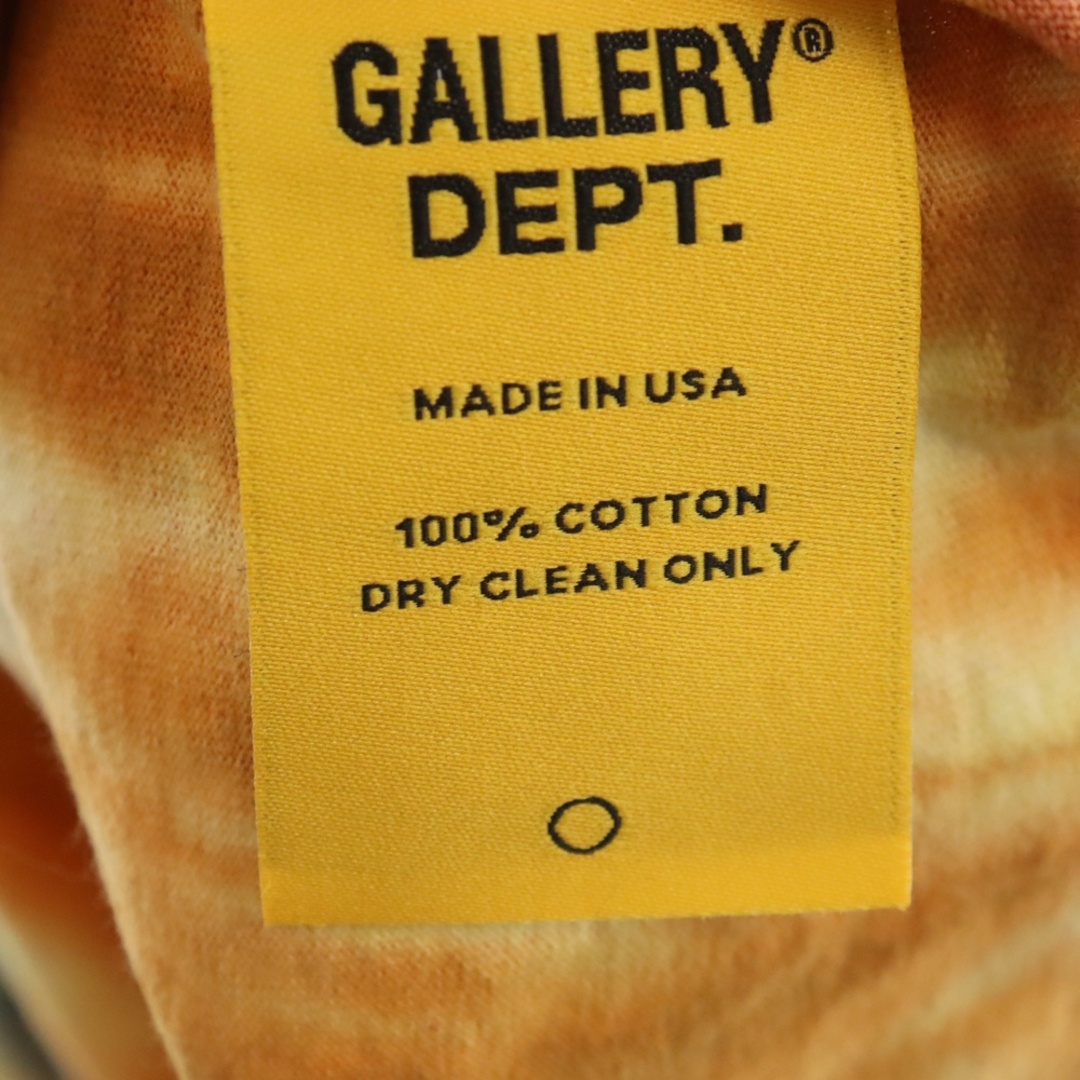 GALLERY®
DEPT.
MADE IN USA
100% COTTON
DRY CLEAN ONLY